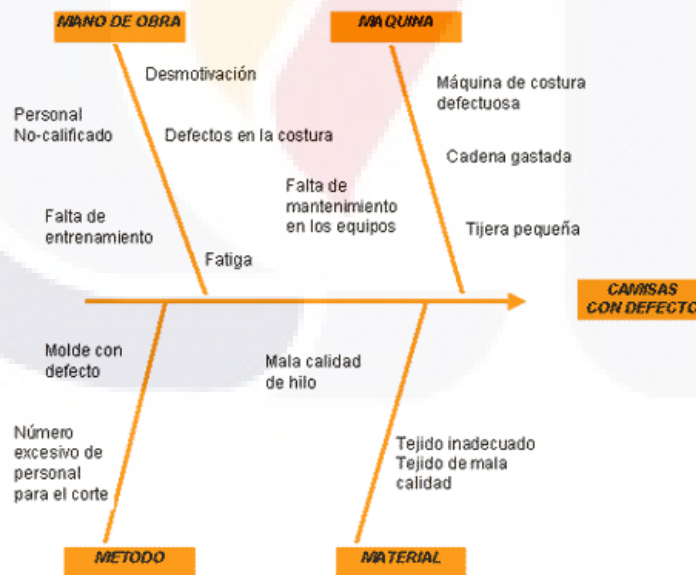 MANO DE OBRA
MAQUINA
Desmotivación
Máquina de costura
defectuosa
Personal
No-calificado
Defectos en la costura
Cadena gastada
Falta de
mantenimiento
en los equipos
Falta de
entrenamiento
Tijera pequeña
Fatiga
CAMISAS
CON DEFECTO
Molde con
defecto
Mala calidad
de hilo
Número
excesivo de
personal
para el corte
Tejido inadecuado
Tejido de mala
calidad
METODO
MATERIAL